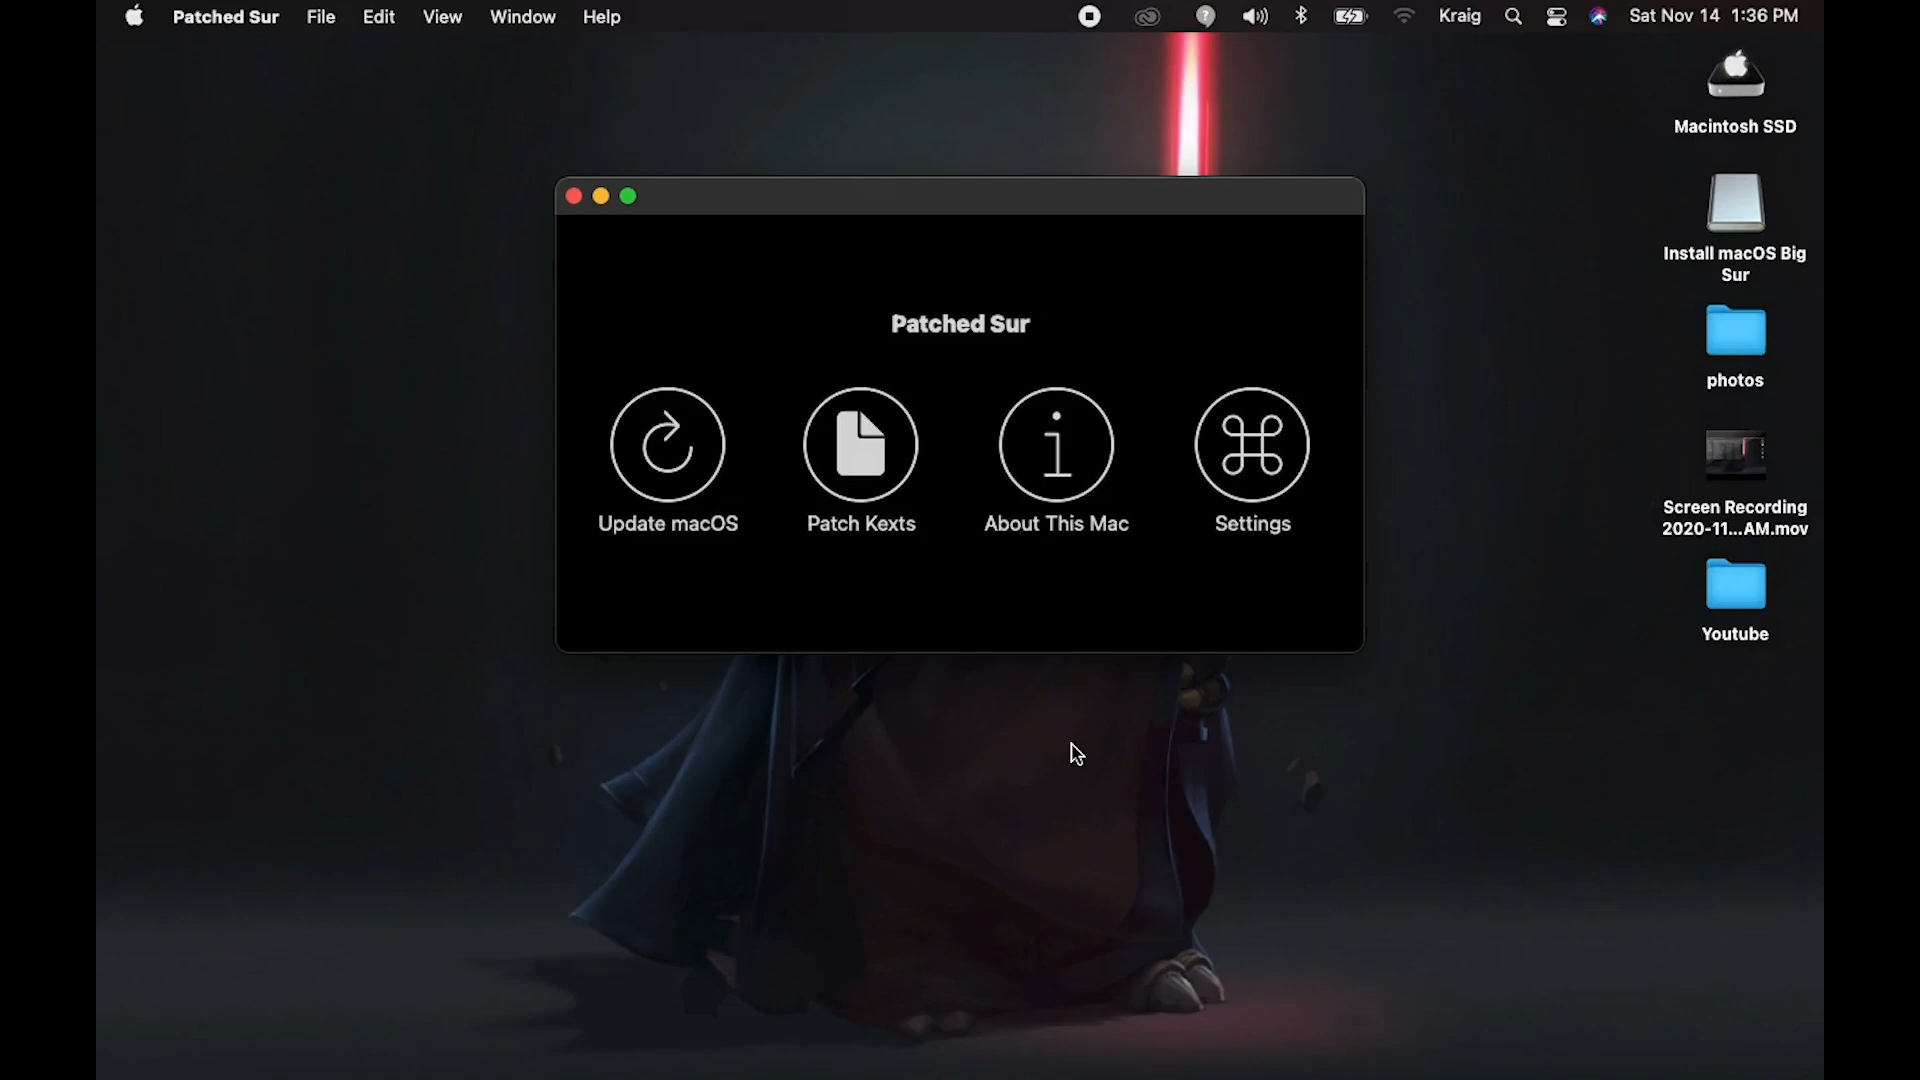 Patched Sur File Edit View Window Help Kraig Sat Nov 14 1:36 PM
Macintosh SSD
Install macOS Big
Sur
photos
Screen Recording
2020-11...AM.mov
Youtube
Patched Sur
Update macOS Patch Kexts About This Mac Settings